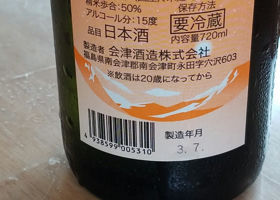 精米歩合:50%
アルコール分:15度
品目 日本酒
保存方法
要冷蔵
内容量720ml
製造者 会津酒造株式会社
福島県南会津郡南会津町永田字穴沢603
※飲酒は20歳になってから
4938599005310
製造年月
3.7.